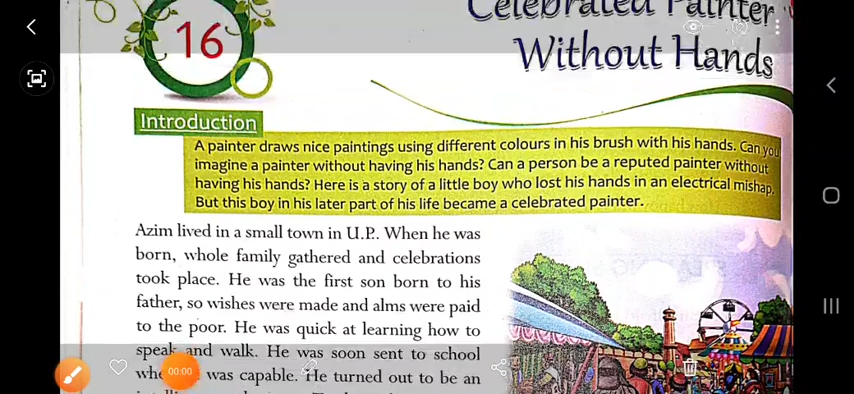 16
Celebrated Painter
Without Hands
Introduction
A painter draws nice paintings using different colours in his brush with his hands. Can you
imagine a painter without having his hands? Can a person be a reputed painter without
having his hands? Here is a story of a little boy who lost his hands in an electrical mishap.
But this boy in his later part of his life became a celebrated painter.
Azim lived in a small town in U.P. When he was
born, whole family gathered and celebrations
took place. He was the first son born to his
father, so wishes were made and alms were paid
to the poor. He was quick at learning how to
speak and walk. He was soon sent to school
was capable. He turned out to be an
00:00